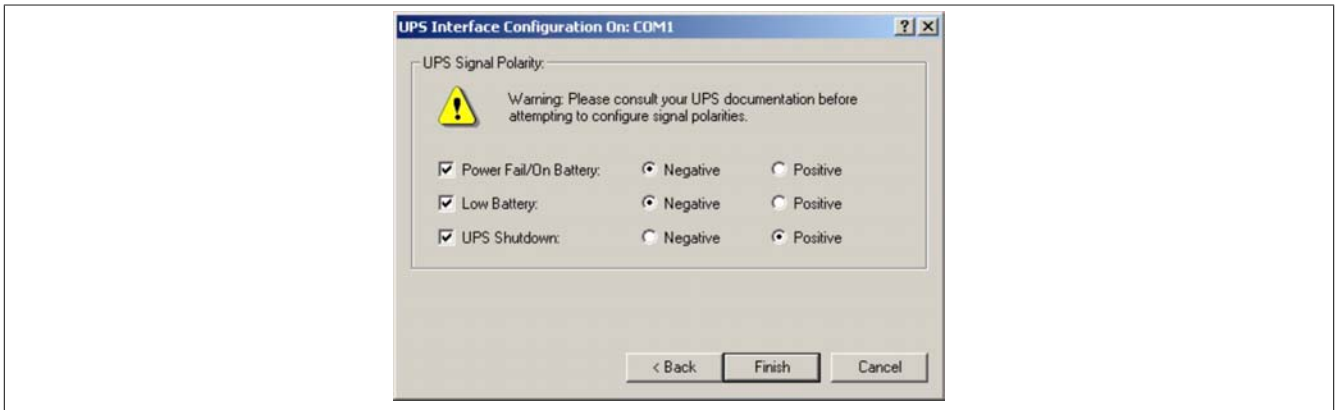 UPS Interface Configuration On: COM1
UPS Signal Polarity:
Warning: Please consult your UPS documentation before
attempting to configure signal polarities.
Power Fail/On Battery: Negative Positive
Low Battery: Negative Positive
UPS Shutdown: Negative Positive
< Back Finish Cancel